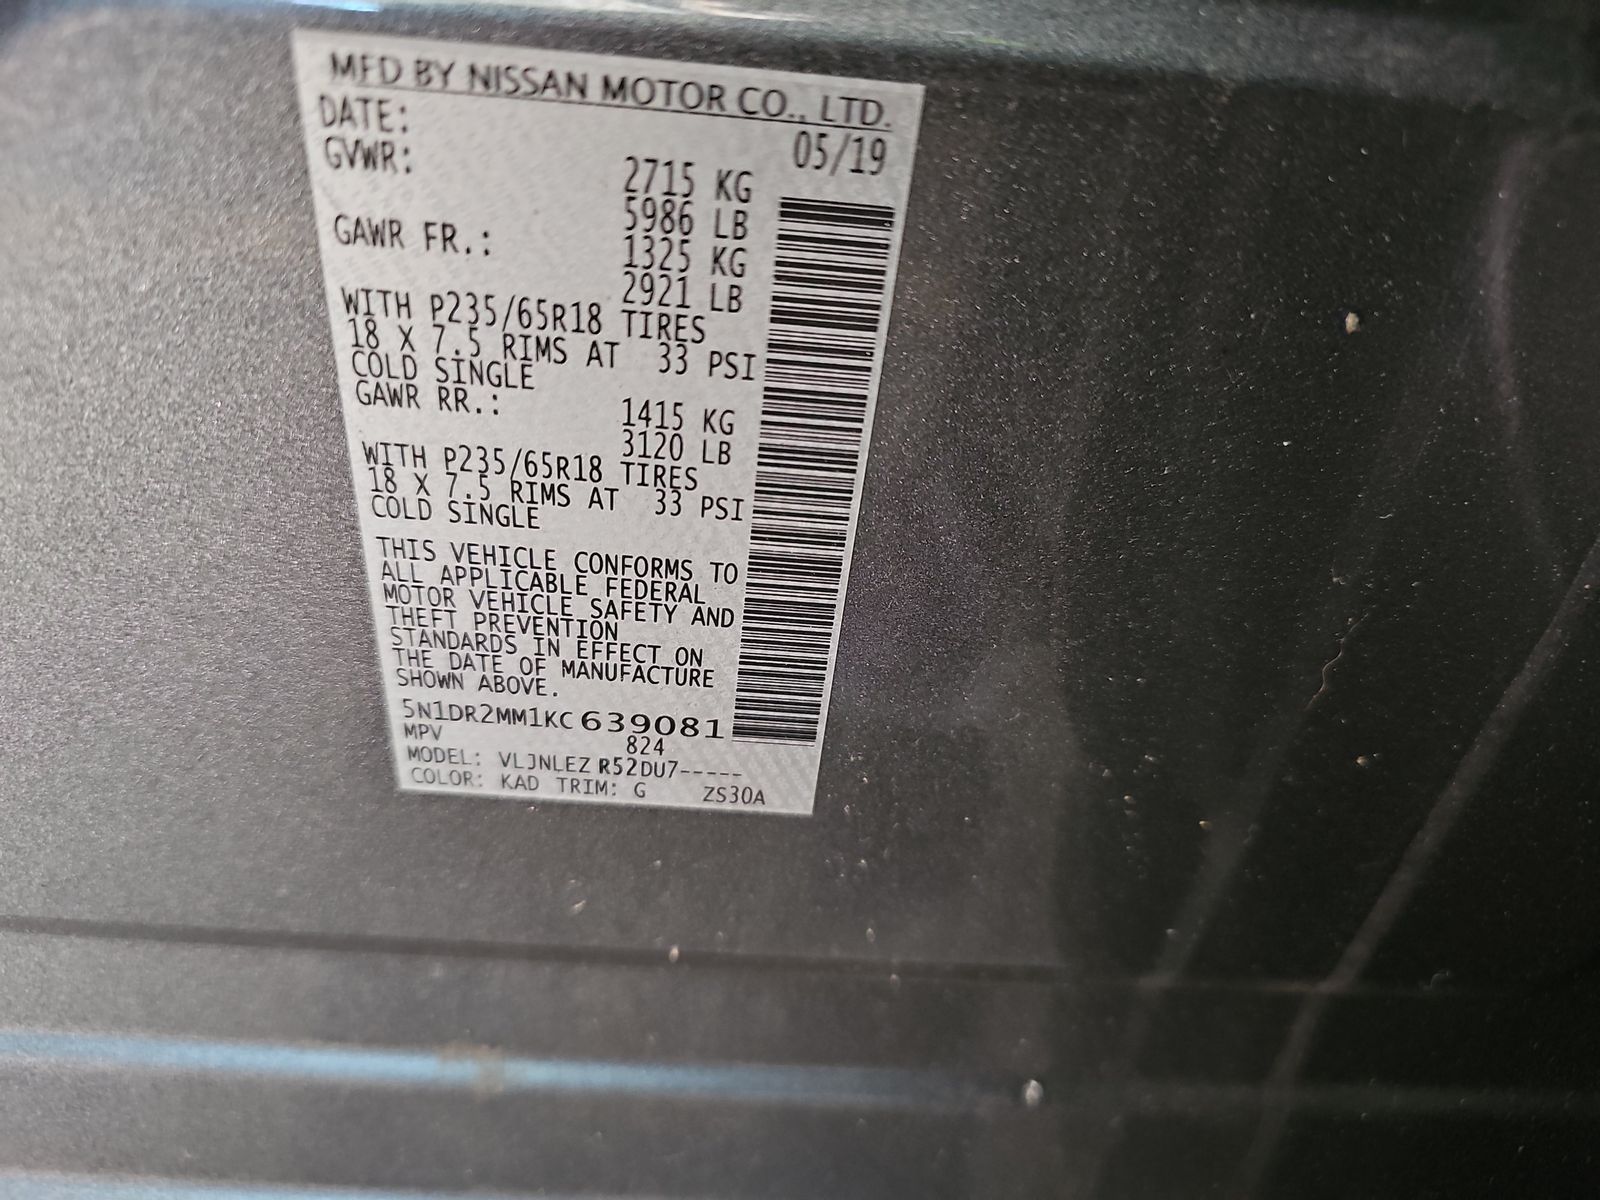 MFD BY NISSAN MOTOR CO., LTD.
DATE: 05/19
GVWR: 2715 KG
5986 LB
GAWR FR.: 1325 KG
2921 LB
WITH P235/65R18 TIRES
18 X 7.5 RIMS AT 33 PSI
COLD SINGLE
GAWR RR.: 1415 KG
3120 LB
WITH P235/65R18 TIRES
18 X 7.5 RIMS AT 33 PSI
COLD SINGLE
THIS VEHICLE CONFORMS TO
ALL APPLICABLE FEDERAL
MOTOR VEHICLE SAFETY AND
THEFT PREVENTION
STANDARDS IN EFFECT ON
THE DATE OF MANUFACTURE
SHOWN ABOVE.
5N1DR2MM1KC639081
MPV 824
MODEL: VLJNLEZ R52DU7-----
COLOR: KAD TRIM: G ZS30A